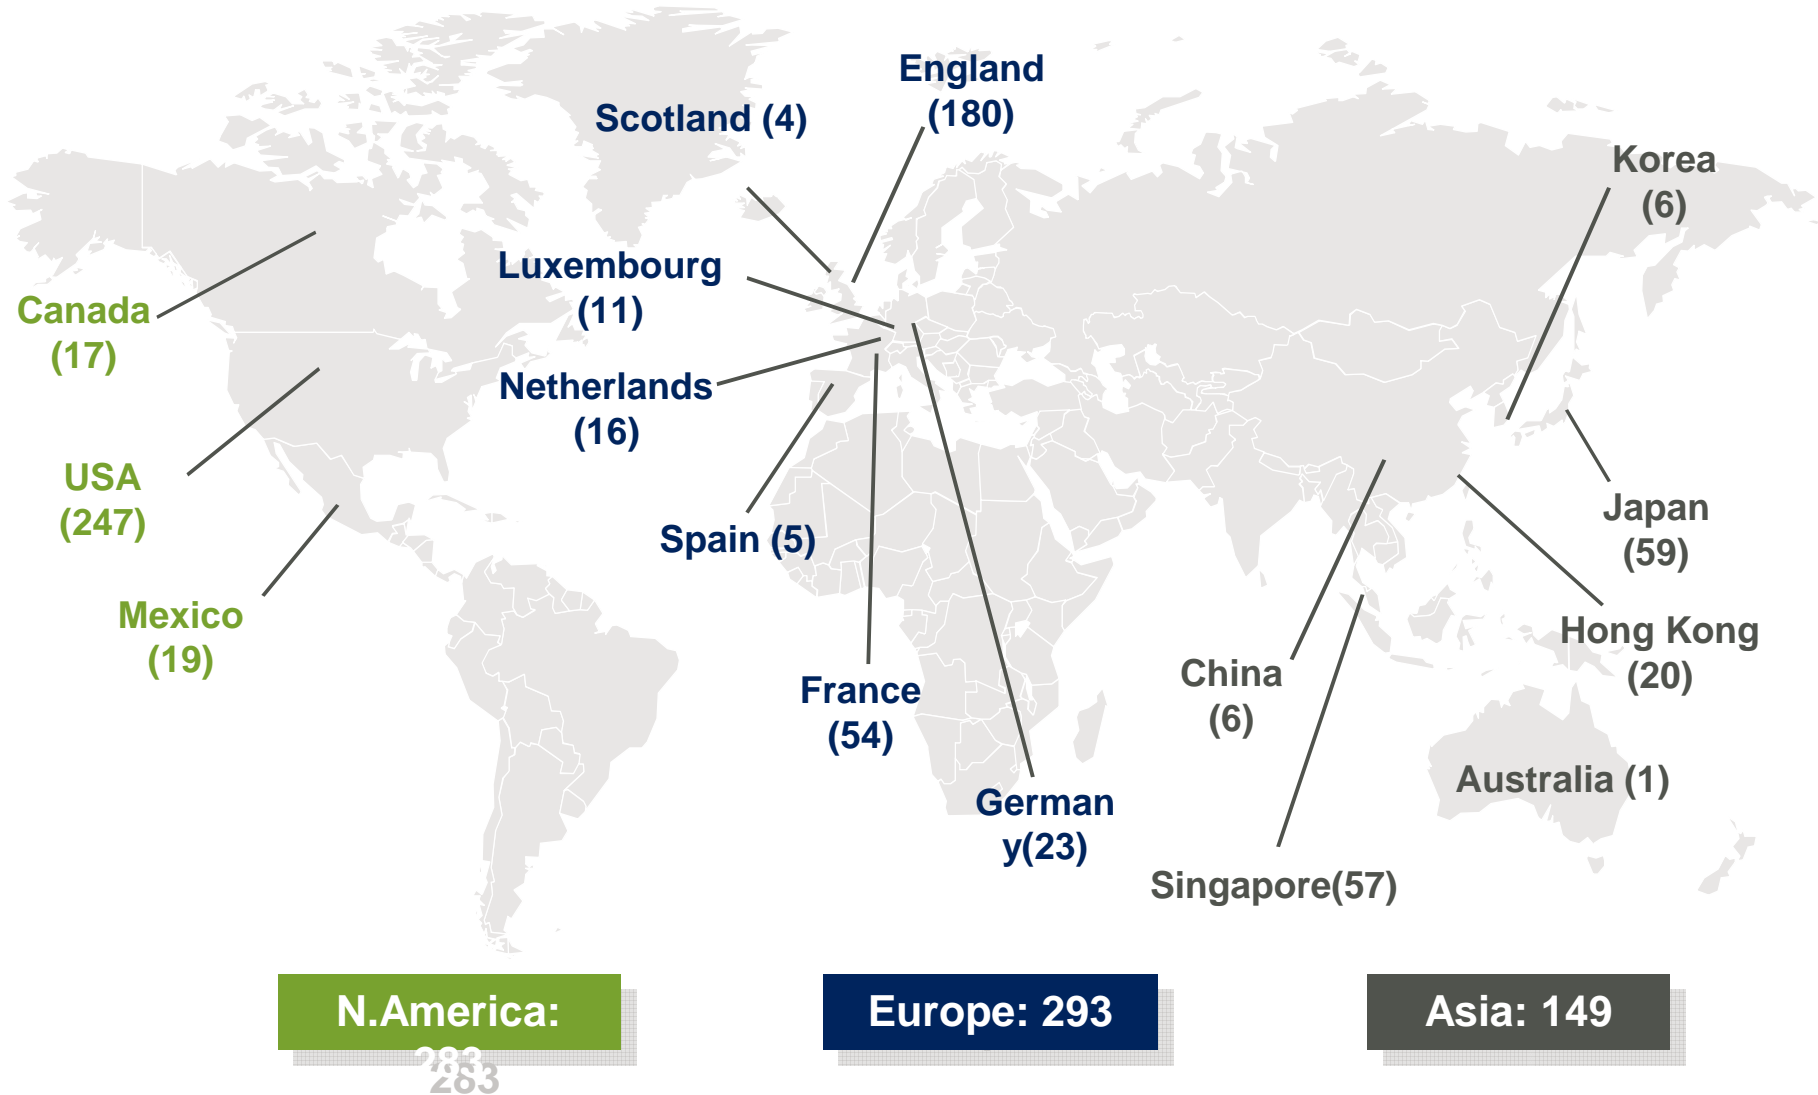 England
(180)
Scotland (4)
Korea
(6)
Luxembourg
(11)
Canada
(17)
Netherlands
(16)
USA
(247)
Japan
(59)
Spain (5)
Mexico
(19)
Hong Kong
(20)
China
(6)
France
(54)
Australia (1)
German
y(23)
Singapore(57)
N.America:
283
Europe: 293
Asia: 149